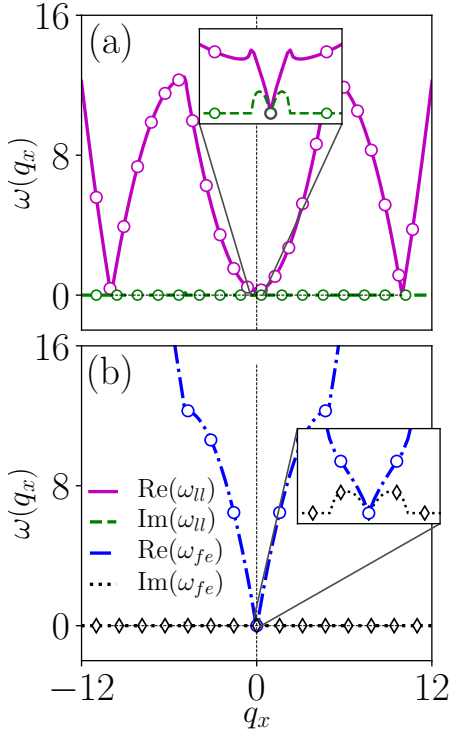 16
(a)
8
ω(q_x)
0
16
(b)
8
ω(q_x)
Re(ω_ll)
Im(ω_ll)
Re(ω_fe)
Im(ω_fe)
0
−12 0 12
q_x